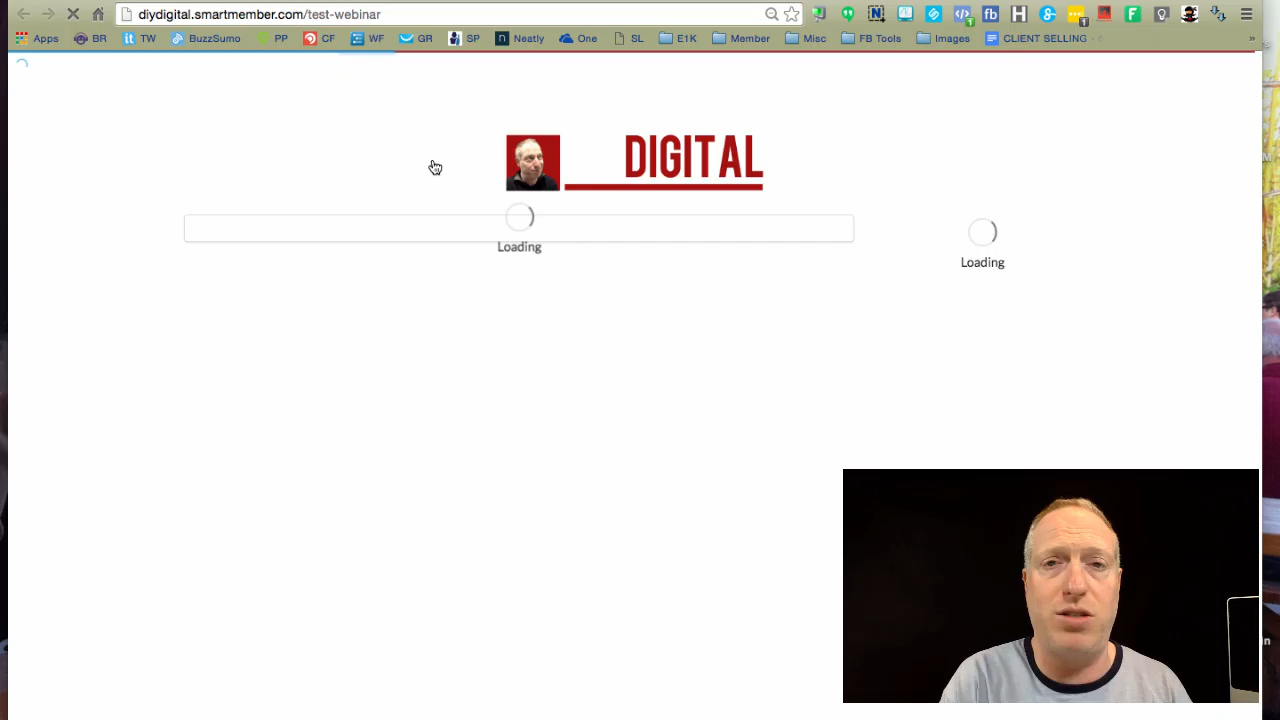 diydigital.smartmember.com/test-webinar
Apps BR TW BuzzSumo PP CF WF GR SP Neatly One SL E1K Member Misc FB Tools Images CLIENT SELLING - »
DIGITAL
Loading
Loading